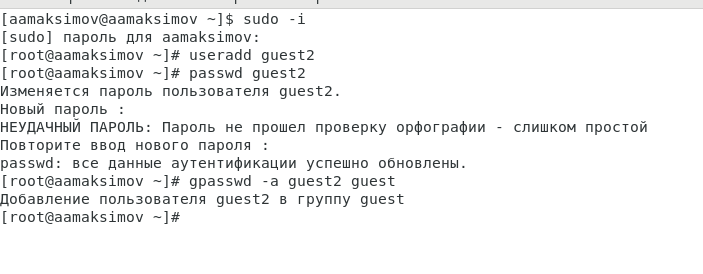 [aamaksimov@aamaksimov ~]$ sudo -i
[sudo] пароль для aamaksimov:
[root@aamaksimov ~]# useradd guest2
[root@aamaksimov ~]# passwd guest2
Изменяется пароль пользователя guest2.
Новый пароль :
НЕУДАЧНЫЙ ПАРОЛЬ: Пароль не прошел проверку орфографии - слишком простой
Повторите ввод нового пароля :
passwd: все данные аутентификации успешно обновлены.
[root@aamaksimov ~]# gpasswd -a guest2 guest
Добавление пользователя guest2 в группу guest
[root@aamaksimov ~]#